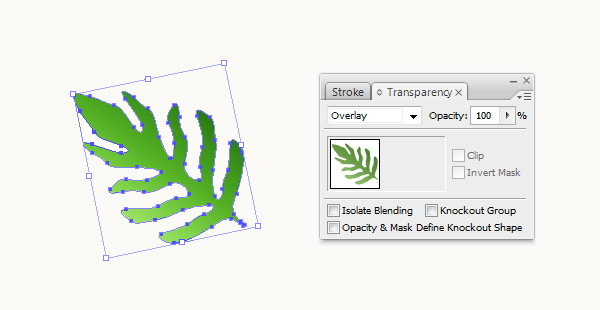 Stroke Transparency
Overlay Opacity: 100 %
Clip
Invert Mask
Isolate Blending Knockout Group
Opacity & Mask Define Knockout Shape